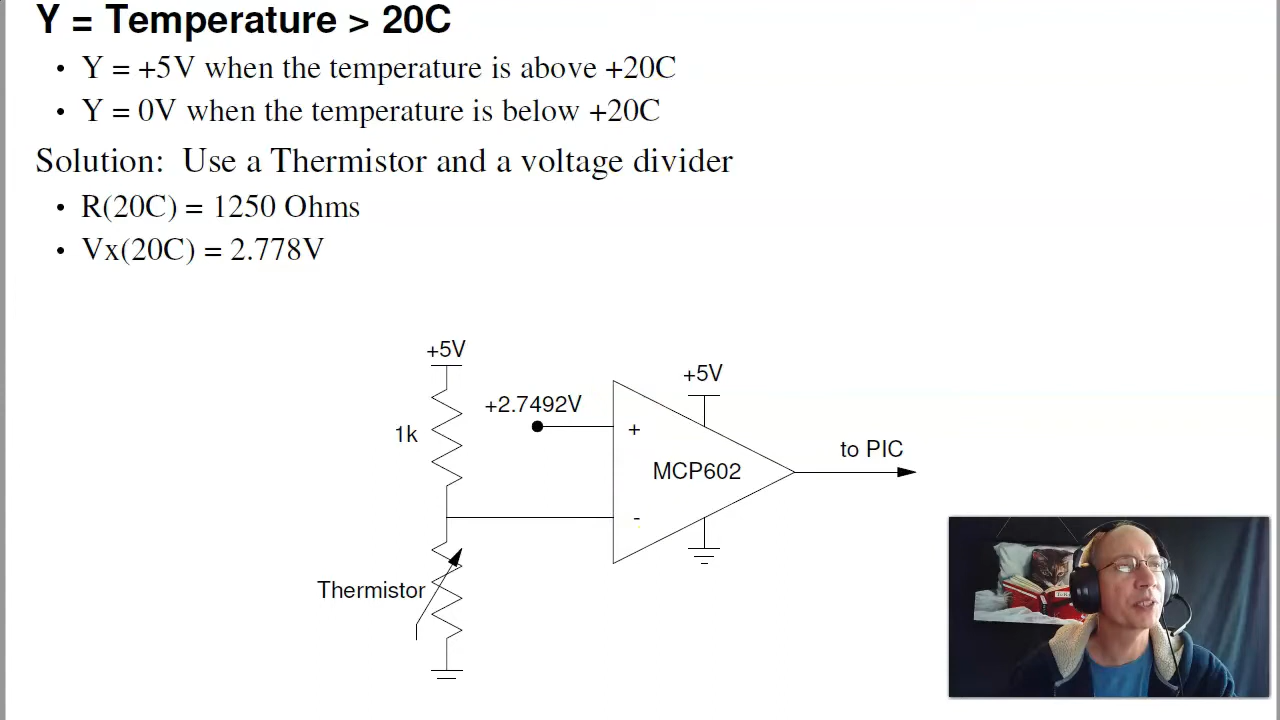 Y = Temperature > 20C
• Y = +5V when the temperature is above +20C
• Y = 0V when the temperature is below +20C
Solution: Use a Thermistor and a voltage divider
• R(20C) = 1250 Ohms
• Vx(20C) = 2.778V
+5V
+5V
+2.7492V
1k
+
to PIC
MCP602
-
Thermistor